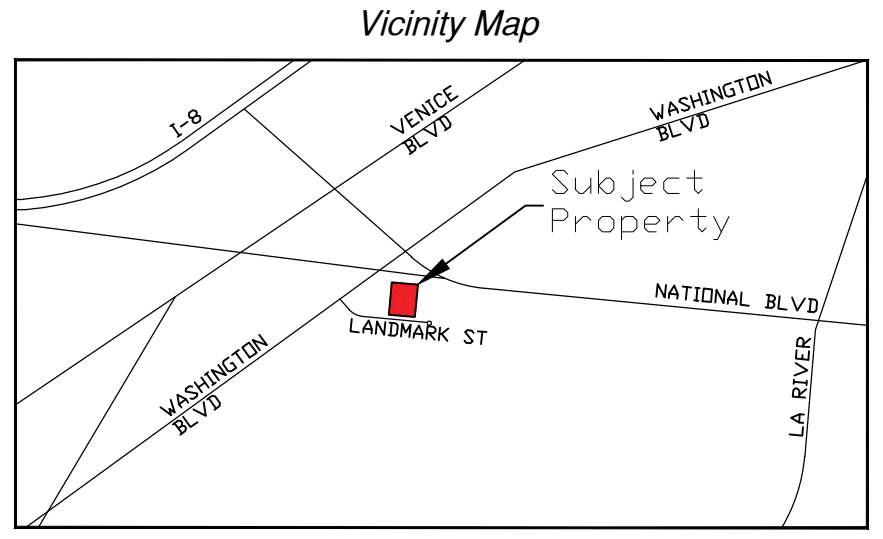 Vicinity Map
I-8
VENICE
BLVD
WASHINGTON
BLVD
Subject
Property
NATIONAL BLVD
LANDMARK ST
WASHINGTON
BLVD
LA RIVER